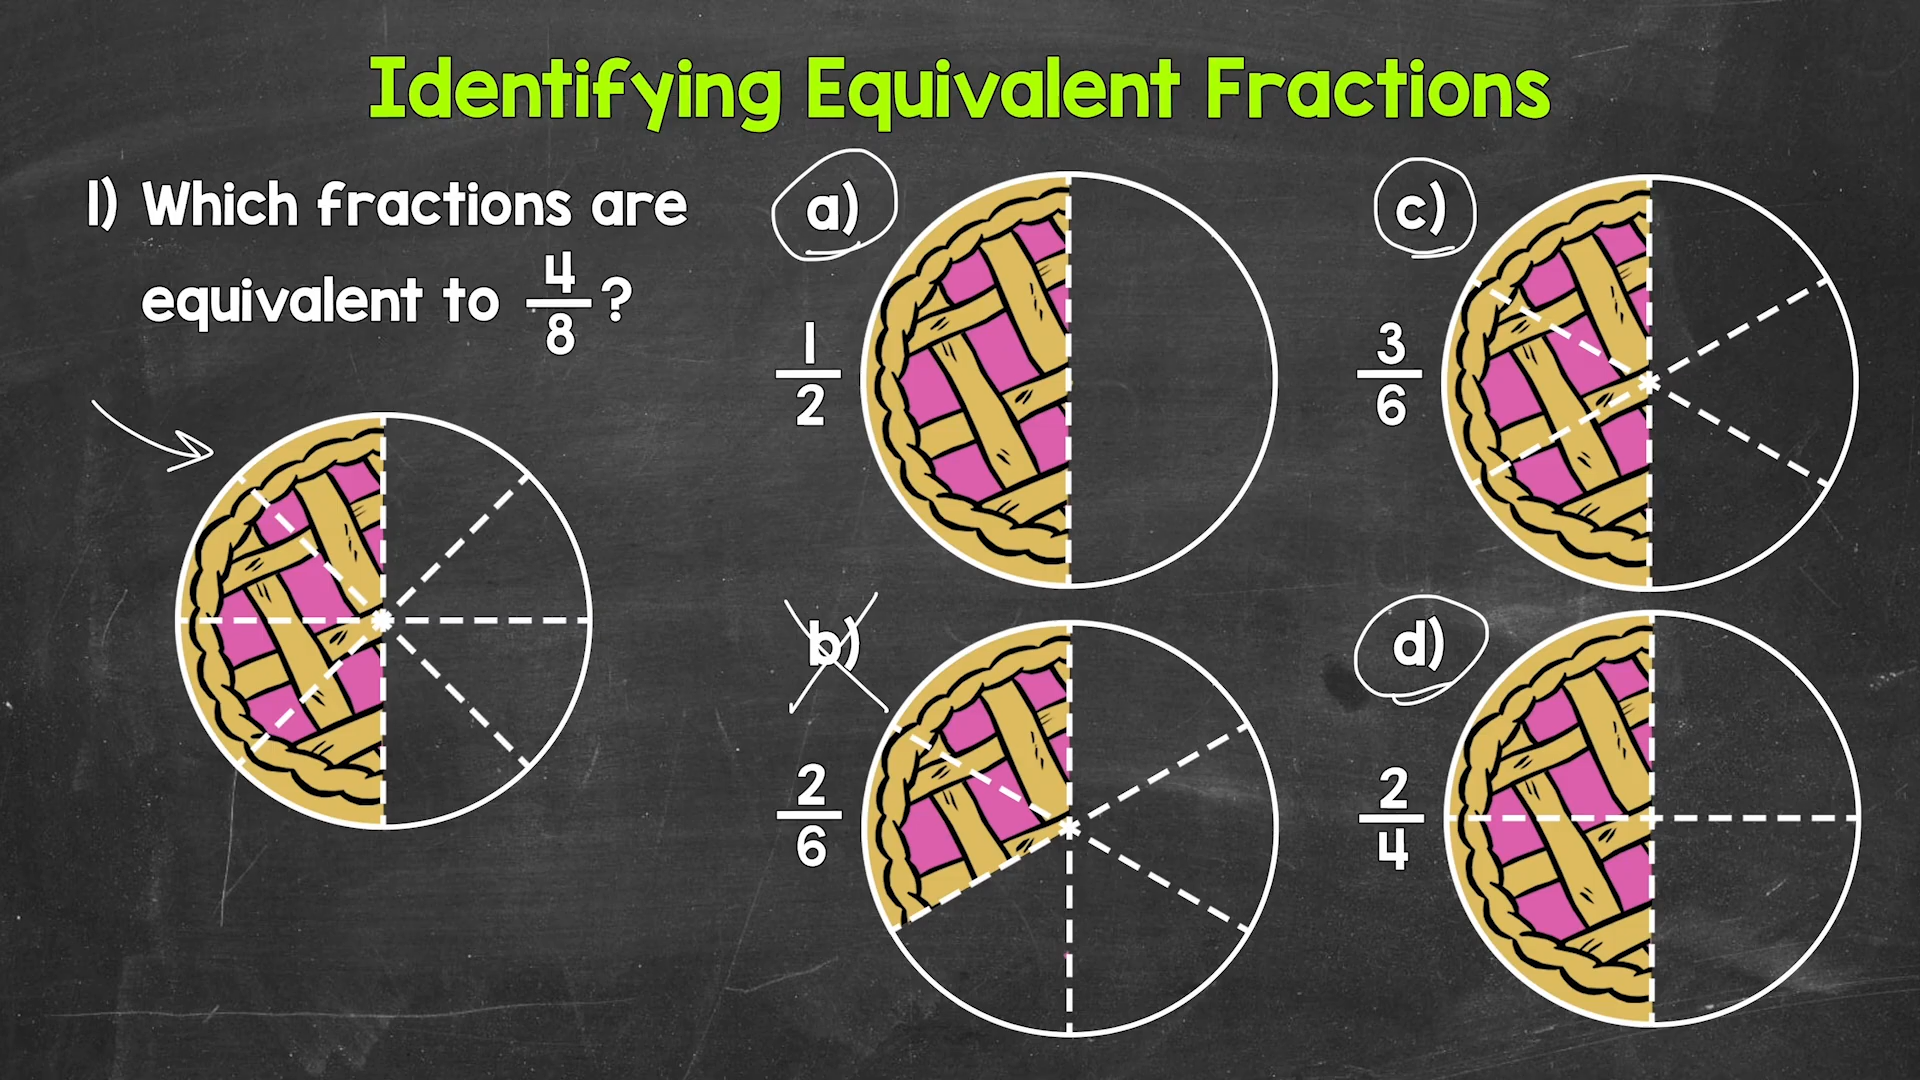 Identifying Equivalent Fractions
1) Which fractions are
equivalent to 4/8?
a)
1/2
b)
2/6
c)
3/6
d)
2/4